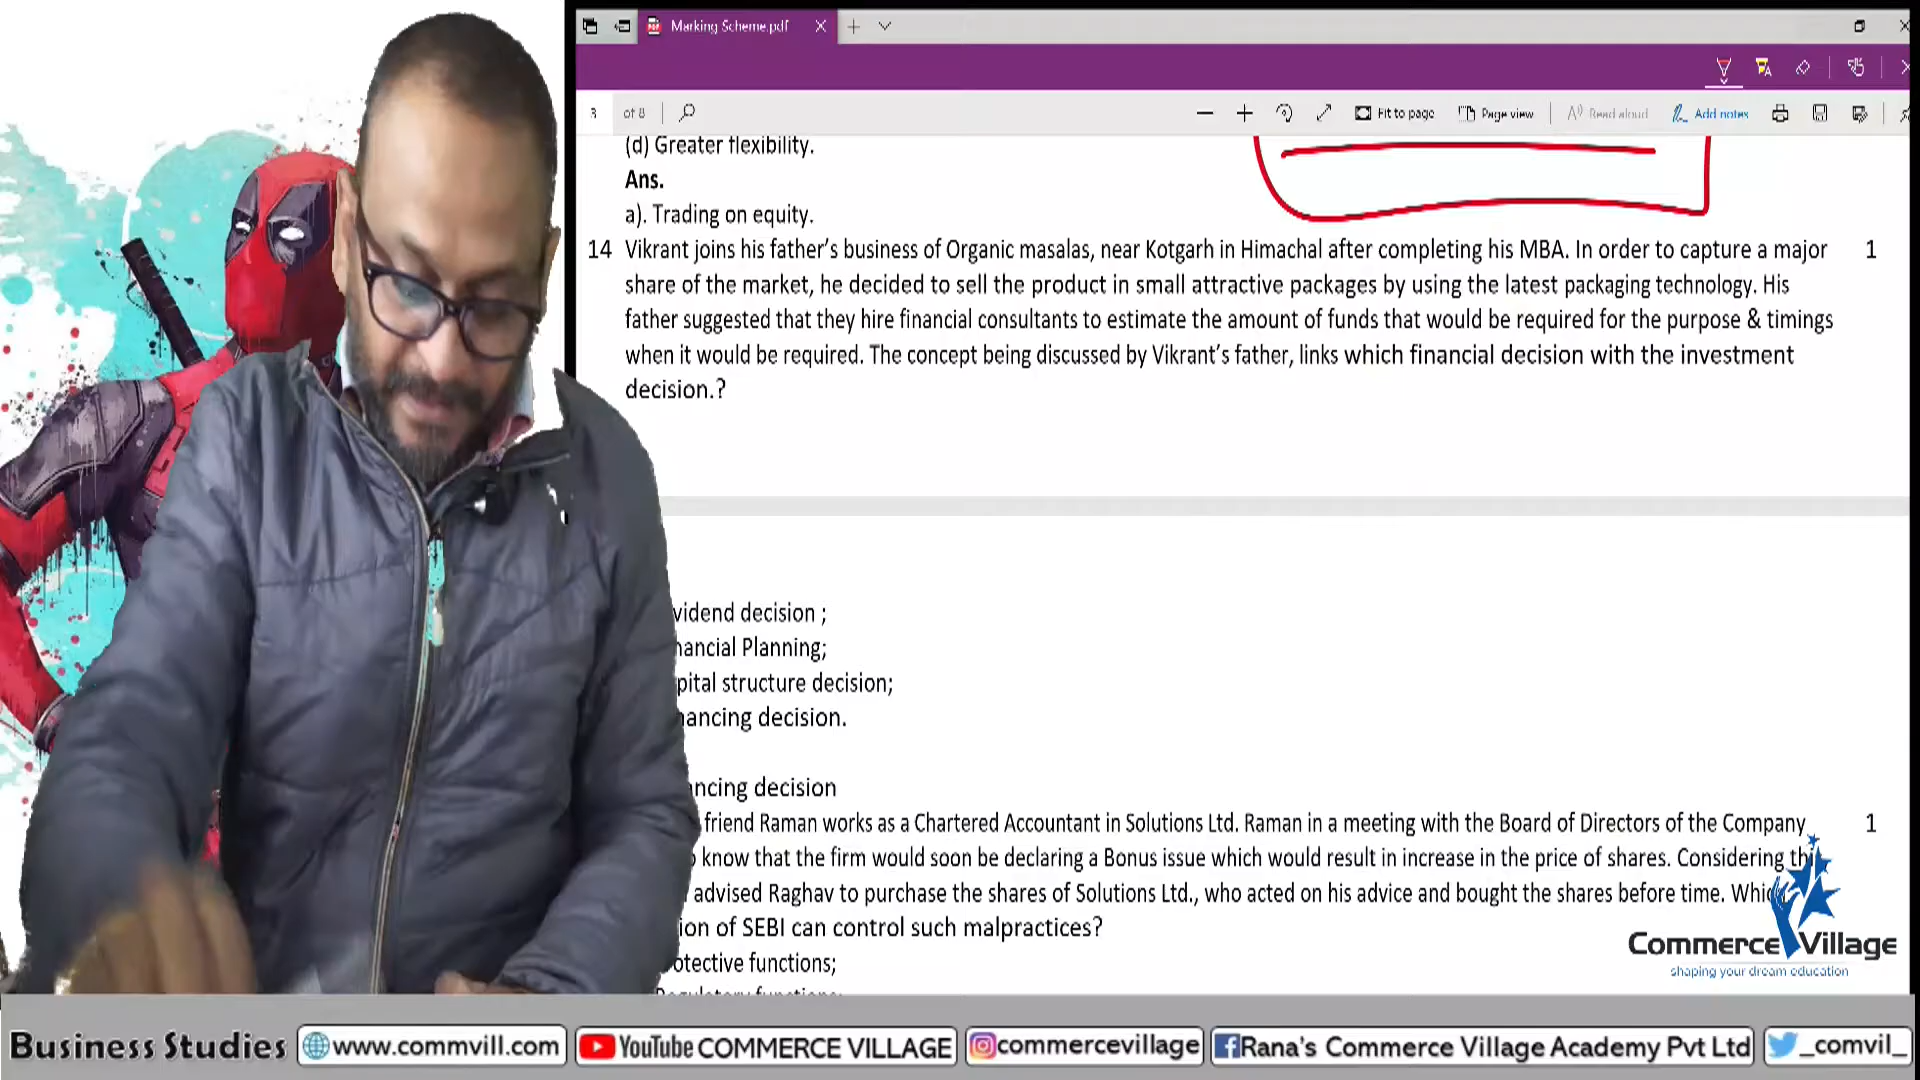 Marking Scheme.pdf
3 of 8
Fit to page
Page view
Read aloud
Add notes
(d) Greater flexibility.
Ans.
a). Trading on equity.
14 Vikrant joins his father's business of Organic masalas, near Kotgarh in Himachal after completing his MBA. In order to capture a major 1
share of the market, he decided to sell the product in small attractive packages by using the latest packaging technology. His
father suggested that they hire financial consultants to estimate the amount of funds that would be required for the purpose & timings
when it would be required. The concept being discussed by Vikrant's father, links which financial decision with the investment
decision.?
vidend decision ;
nancial Planning;
pital structure decision;
nancing decision.
ancing decision
friend Raman works as a Chartered Accountant in Solutions Ltd. Raman in a meeting with the Board of Directors of the Company 1
know that the firm would soon be declaring a Bonus issue which would result in increase in the price of shares. Considering thi
advised Raghav to purchase the shares of Solutions Ltd., who acted on his advice and bought the shares before time. Whic
ion of SEBI can control such malpractices?
otective functions;
Regulatory functions;
Commerce Village
shaping your dream education
Business Studies
www.commvill.com
YouTube COMMERCE VILLAGE
commercevillage
Rana's Commerce Village Academy Pvt Ltd
_comvil_